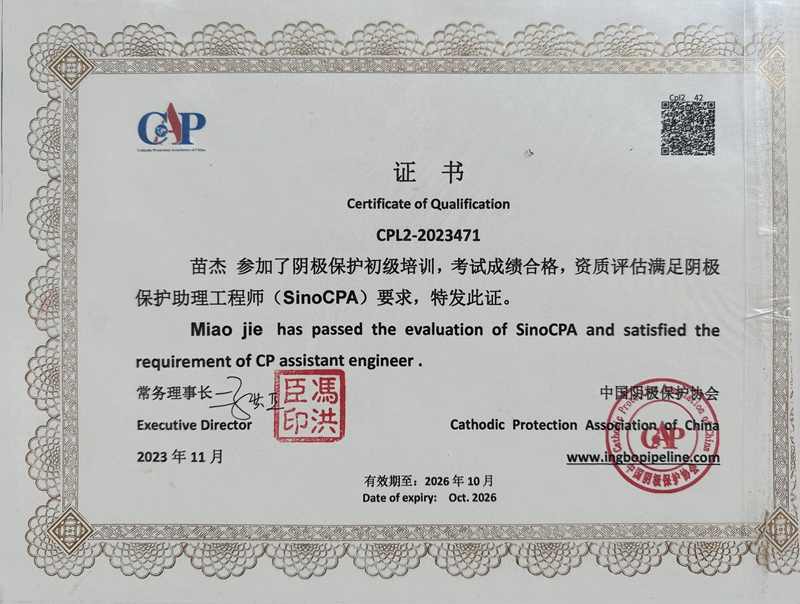 CAP
Cathodic Protection Association of China
Cpl2 42
证 书
Certificate of Qualification
CPL2-2023471
苗杰 参加了阴极保护初级培训，考试成绩合格，资质评估满足阴极
保护助理工程师（SinoCPA）要求，特发此证。
Miao jie has passed the evaluation of SinoCPA and satisfied the
requirement of CP assistant engineer .
常务理事长
馮洪
臣印
中国阴极保护协会
Executive Director
Cathodic Protection Association of China
2023 年 11 月
www.ingbopipeline.com
Cathodic Protection Association of China
CAP
中国阴极保护协会
有效期至：2026 年 10 月
Date of expiry: Oct. 2026